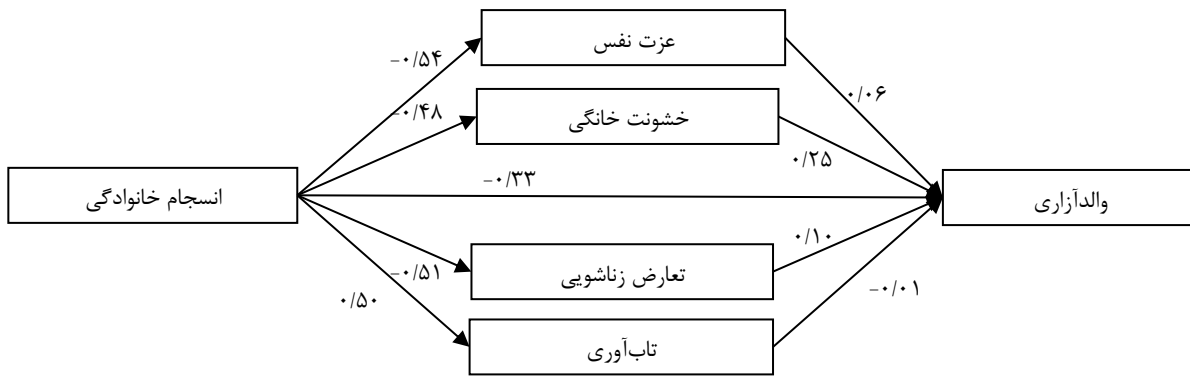 عزت نفس
-۰/۵۴
۰/۰۶
-۰/۴۸
خشونت خانگی
۰/۲۵
-۰/۳۳
انسجام خانوادگی
والدآزاری
۰/۱۰
-۰/۵۱
تعارض زناشویی
۰/۵۰
-۰/۰۱
تاب‌آوری